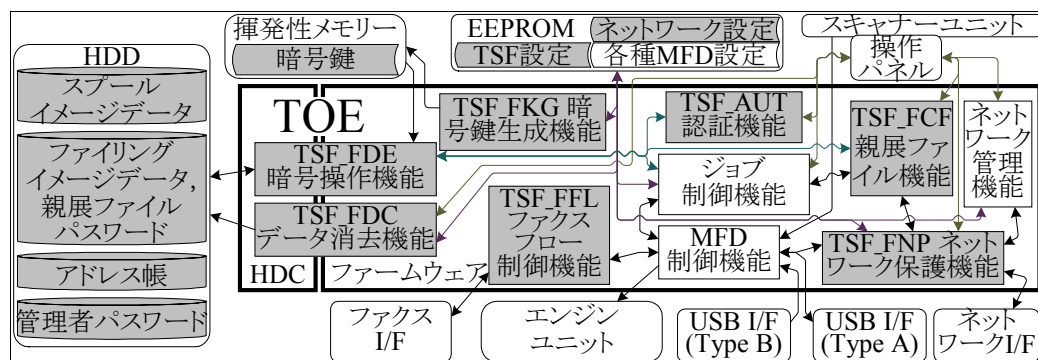 HDD
スプール
イメージデータ
ファイリング
イメージデータ,
親展ファイル
パスワード
アドレス帳
管理者パスワード
揮発性メモリー
暗号鍵
EEPROM
ネットワーク設定
TSF設定
各種MFD設定
スキャナーユニット
操作
パネル
TOE
TSF_FKG 暗
号鍵生成機能
TSF_AUT
認証機能
TSF_FCF
親展ファ
イル機能
ネット
ワーク
管理
機能
TSF_FDE
暗号操作機能
ジョブ
制御機能
TSF_FDC
データ消去機能
TSF_FFL
ファクス
フロー
制御機能
MFD
制御機能
TSF_FNP ネット
ワーク保護機能
HDC
ファームウェア
ファクス
I/F
エンジン
ユニット
USB I/F
(Type B)
USB I/F
(Type A)
ネット
ワークI/F